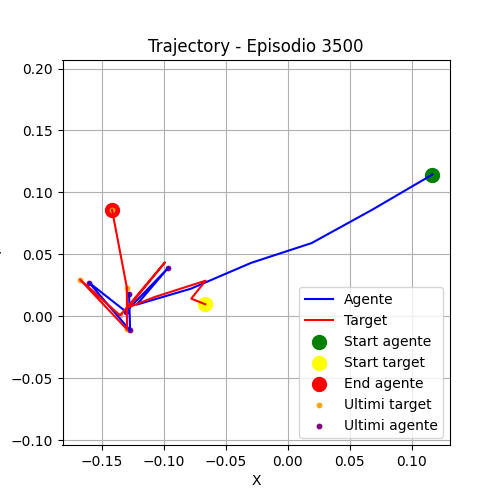 Trajectory - Episodio 3500
0.20
0.15
0.10
0.05
0.00
−0.05
−0.10
Agente
Target
Start agente
Start target
End agente
Ultimi target
Ultimi agente
−0.15 −0.10 −0.05 0.00 0.05 0.10
X